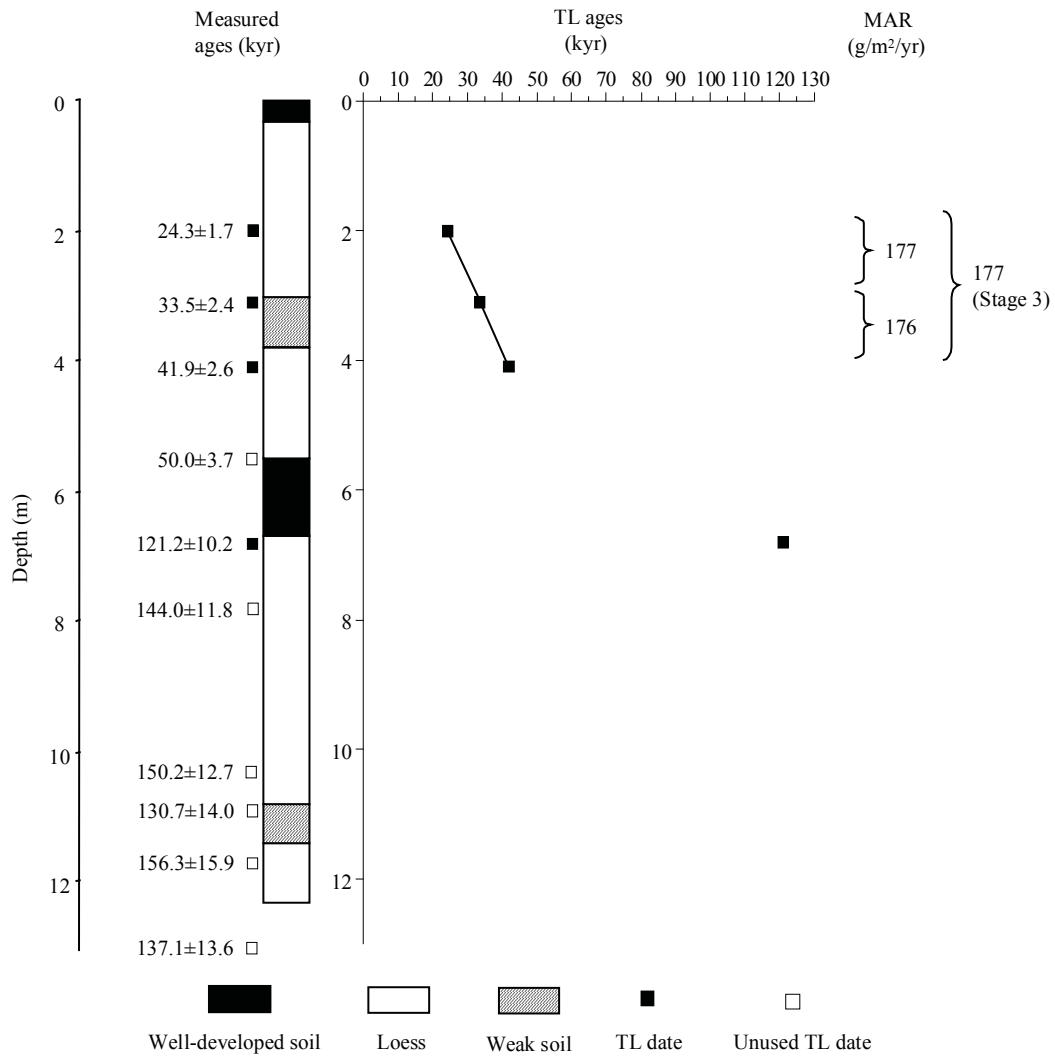 Measured
ages (kyr)
TL ages
(kyr)
MAR
(g/m²/yr)
0 10 20 30 40 50 60 70 80 90 100 110 120 130
0
2
4
6
8
10
12
Depth (m)
24.3±1.7
33.5±2.4
41.9±2.6
50.0±3.7
121.2±10.2
144.0±11.8
150.2±12.7
130.7±14.0
156.3±15.9
137.1±13.6
0
2
4
6
8
10
12
177
176
177
(Stage 3)
Well-developed soil
Loess
Weak soil
TL date
Unused TL date